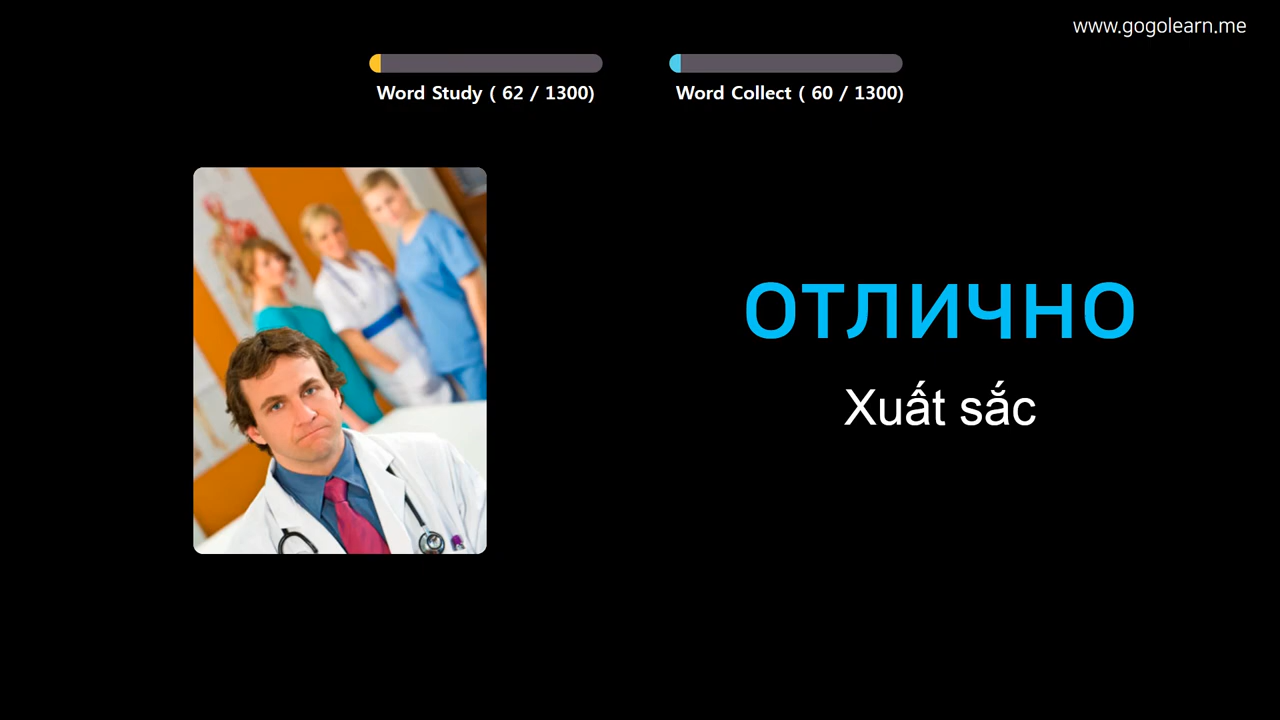 www.gogolearn.me
Word Study ( 62 / 1300)
Word Collect ( 60 / 1300)
отлично
Xuất sắc